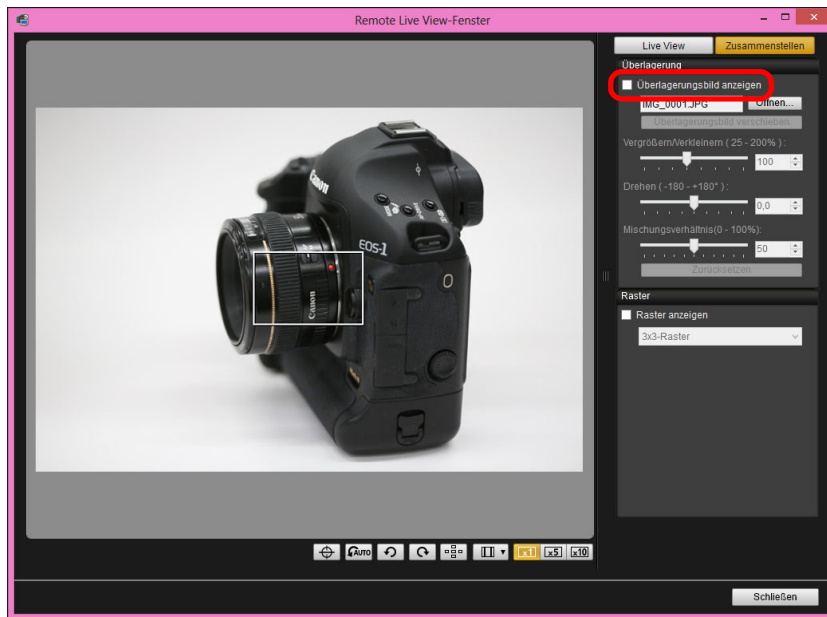 Remote Live View-Fenster
Live View
Zusammenstellen
Überlagerung
Überlagerungsbild anzeigen
IMG_0001.JPG
Öffnen...
Überlagerungsbild verschieben
Vergrößern/Verkleinern ( 25 - 200% ) :
100
Drehen ( -180 - +180° ) :
0,0
Mischungsverhältnis(0 - 100%):
50
Zurücksetzen
Raster
Raster anzeigen
3x3-Raster
Canon
EOS-1
Canon
AUTO
x1
x5
x10
Schließen